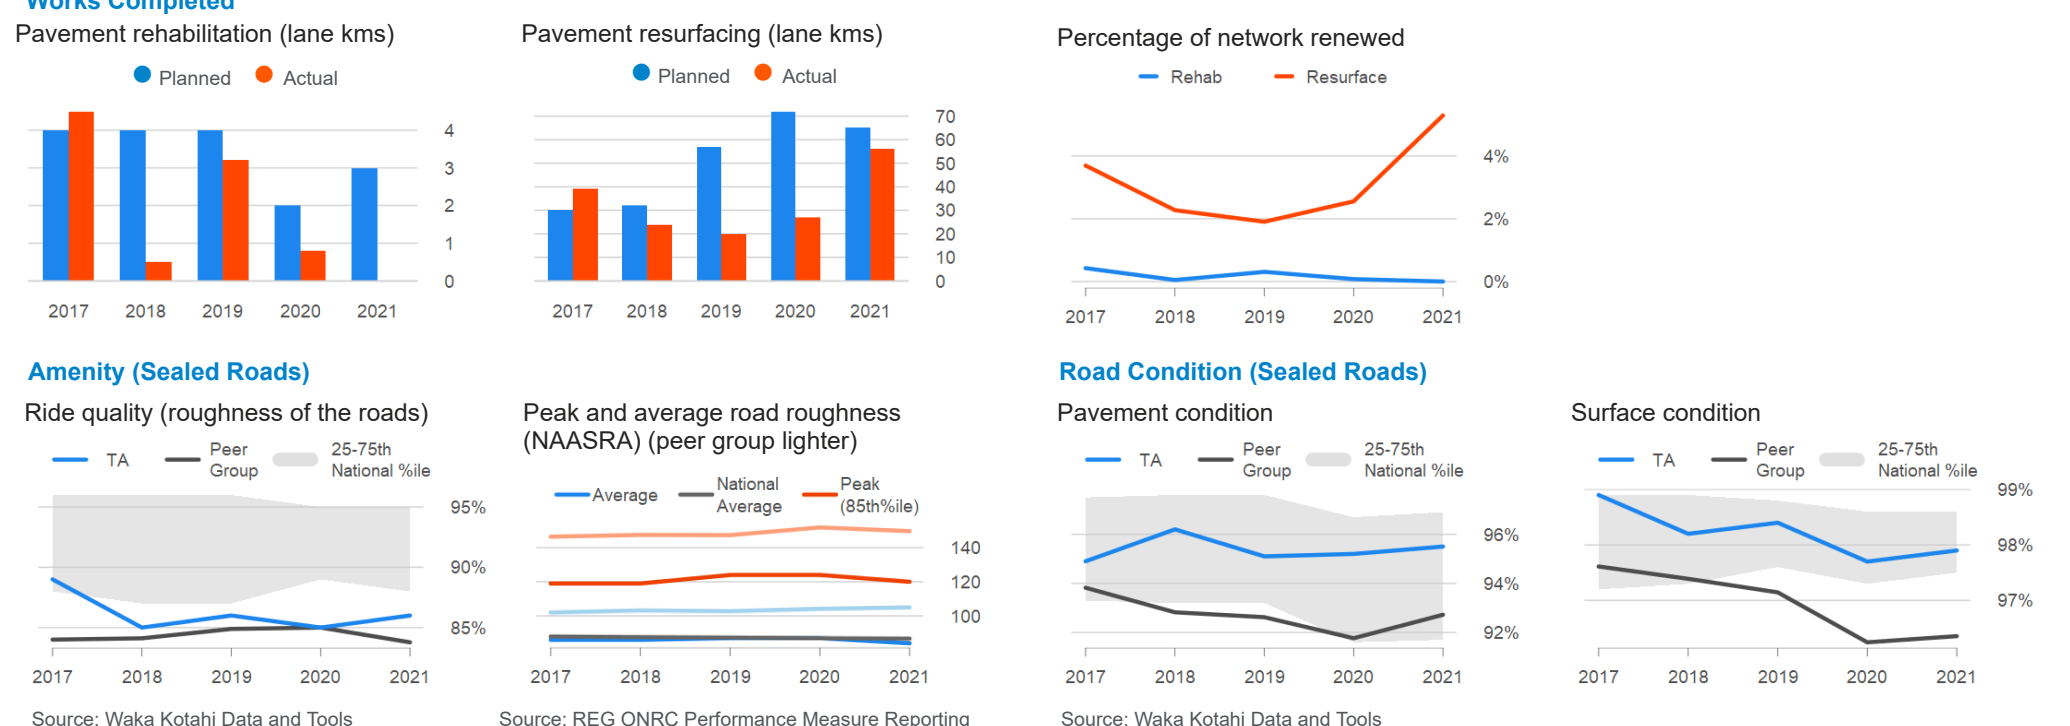 Works Completed
Pavement rehabilitation (lane kms)
Planned Actual
4
3
2
1
0
2017 2018 2019 2020 2021
Pavement resurfacing (lane kms)
Planned Actual
70
60
50
40
30
20
10
0
2017 2018 2019 2020 2021
Percentage of network renewed
Rehab Resurface
4%
2%
0%
2017 2018 2019 2020 2021
Amenity (Sealed Roads)
Ride quality (roughness of the roads)
TA Peer Group 25-75th National %ile
95%
90%
85%
2017 2018 2019 2020 2021
Source: Waka Kotahi Data and Tools
Peak and average road roughness
(NAASRA) (peer group lighter)
Average National Average Peak (85th%ile)
140
120
100
2017 2018 2019 2020 2021
Source: REG ONRC Performance Measure Reporting
Road Condition (Sealed Roads)
Pavement condition
TA Peer Group 25-75th National %ile
96%
94%
92%
2017 2018 2019 2020 2021
Source: Waka Kotahi Data and Tools
Surface condition
TA Peer Group 25-75th National %ile
99%
98%
97%
2017 2018 2019 2020 2021